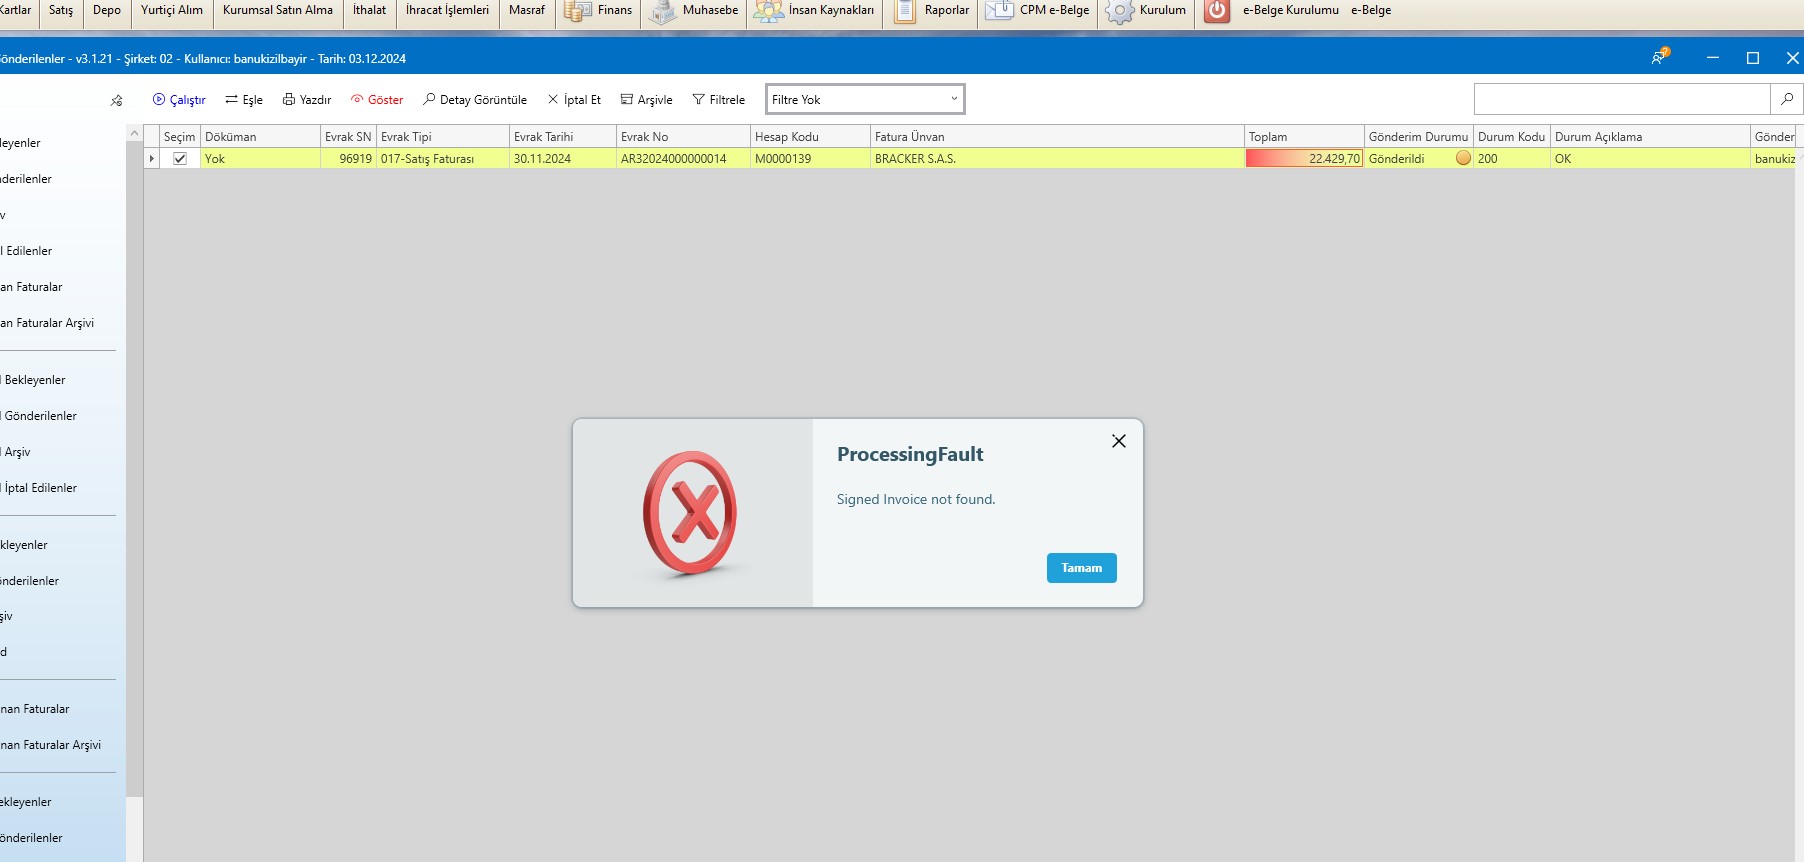 Kartlar Satış Depo Yurtiçi Alım Kurumsal Satın Alma İthalat İhracat İşlemleri Masraf Finans Muhasebe İnsan Kaynakları Raporlar CPM e-Belge Kurulum e-Belge Kurulumu e-Belge
önderilenler - v3.1.21 - Şirket: 02 - Kullanıcı: banukizilbayir - Tarih: 03.12.2024
Çalıştır Eşle Yazdır Göster Detay Görüntüle İptal Et Arşivle Filtrele Filtre Yok
Seçim Döküman Evrak SN Evrak Tipi Evrak Tarihi Evrak No Hesap Kodu Fatura Ünvan Toplam Gönderim Durumu Durum Kodu Durum Açıklama Gönder
Yok 96919 017-Satış Faturası 30.11.2024 AR32024000000014 M0000139 BRACKER S.A.S. 22.429,70 Gönderildi 200 OK banukiz
leyenler
nderilenler
v
l Edilenler
an Faturalar
an Faturalar Arşivi
l Bekleyenler
l Gönderilenler
l Arşiv
l İptal Edilenler
kleyenler
önderilenler
şiv
d
nan Faturalar
nan Faturalar Arşivi
ekleyenler
önderilenler
ProcessingFault
Signed Invoice not found.
Tamam